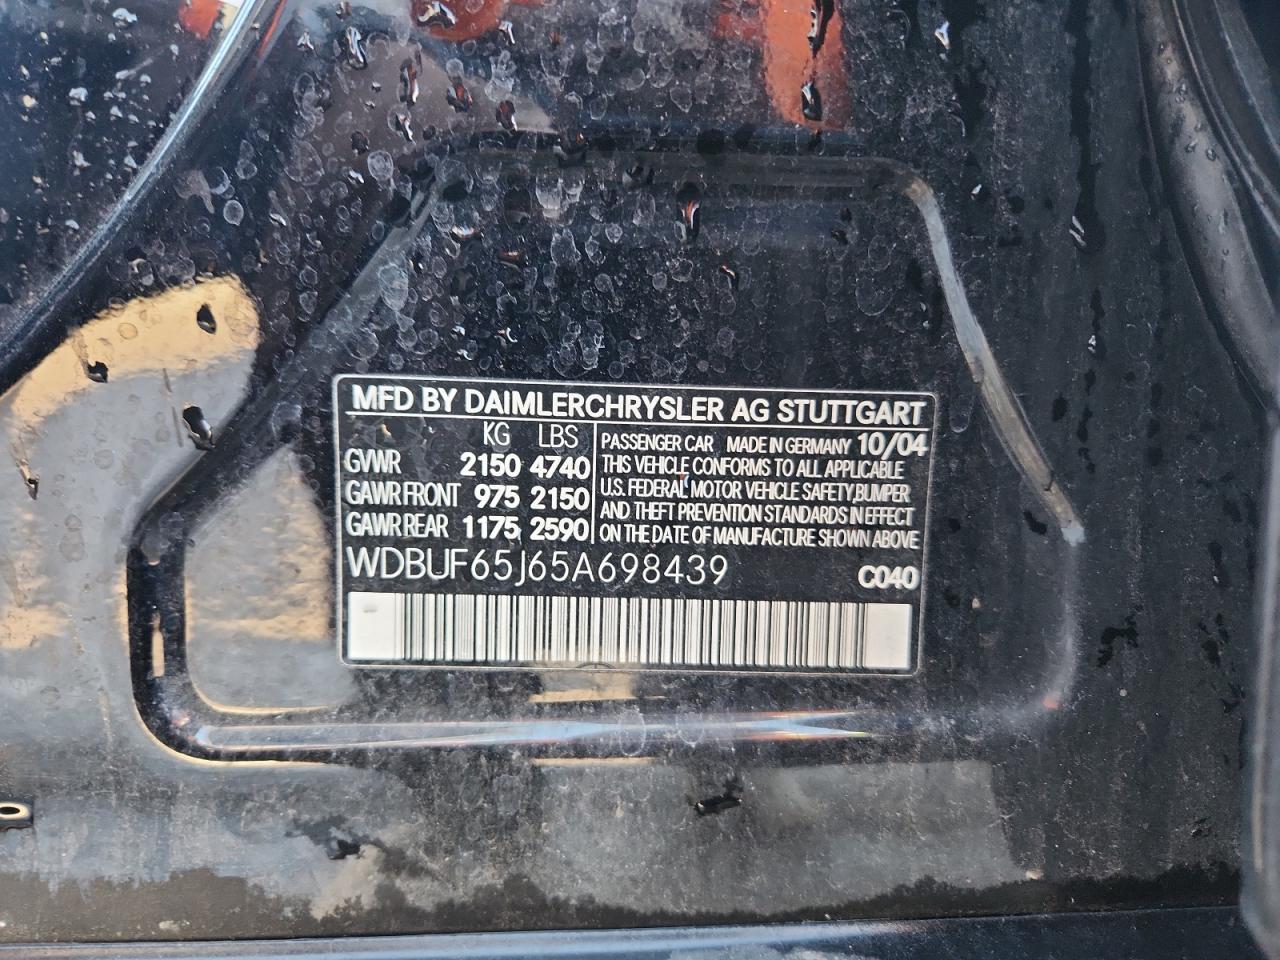 MFD BY DAIMLERCHRYSLER AG STUTTGART
KG LBS
GVWR 2150 4740
GAWR FRONT 975 2150
GAWR REAR 1175 2590
PASSENGER CAR MADE IN GERMANY 10/04
THIS VEHICLE CONFORMS TO ALL APPLICABLE
U.S. FEDERAL MOTOR VEHICLE SAFETY,BUMPER
AND THEFT PREVENTION STANDARDS IN EFFECT
ON THE DATE OF MANUFACTURE SHOWN ABOVE
WDBUF65J65A698439
C040